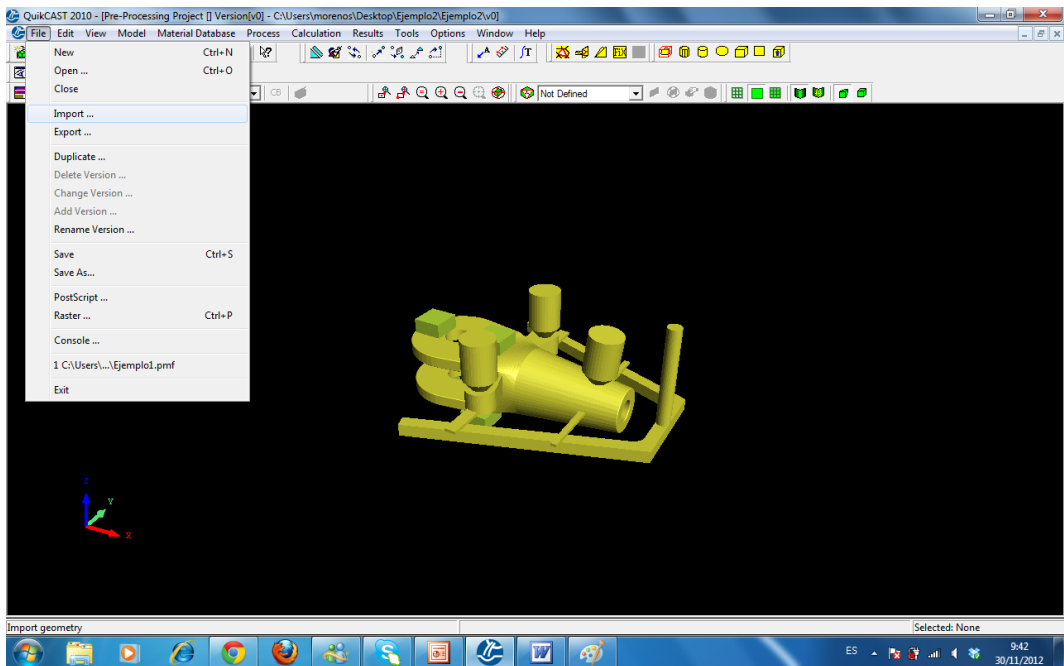 QuikCAST 2010 - [Pre-Processing Project [] Version[v0] - C:\Users\morenos\Desktop\Ejemplo2\Ejemplo2\v0]
File Edit View Model Material Database Process Calculation Results Tools Options Window Help
New Ctrl+N
Open ... Ctrl+O
Close
Import ...
Export ...
Duplicate ...
Delete Version ...
Change Version ...
Add Version ...
Rename Version ...
Save Ctrl+S
Save As...
PostScript ...
Raster ... Ctrl+P
Console ...
1 C:\Users\...\Ejemplo1.pmf
Exit
CB
Not Defined
Y
X
Import geometry
Selected: None
ES
9:42
30/11/2012